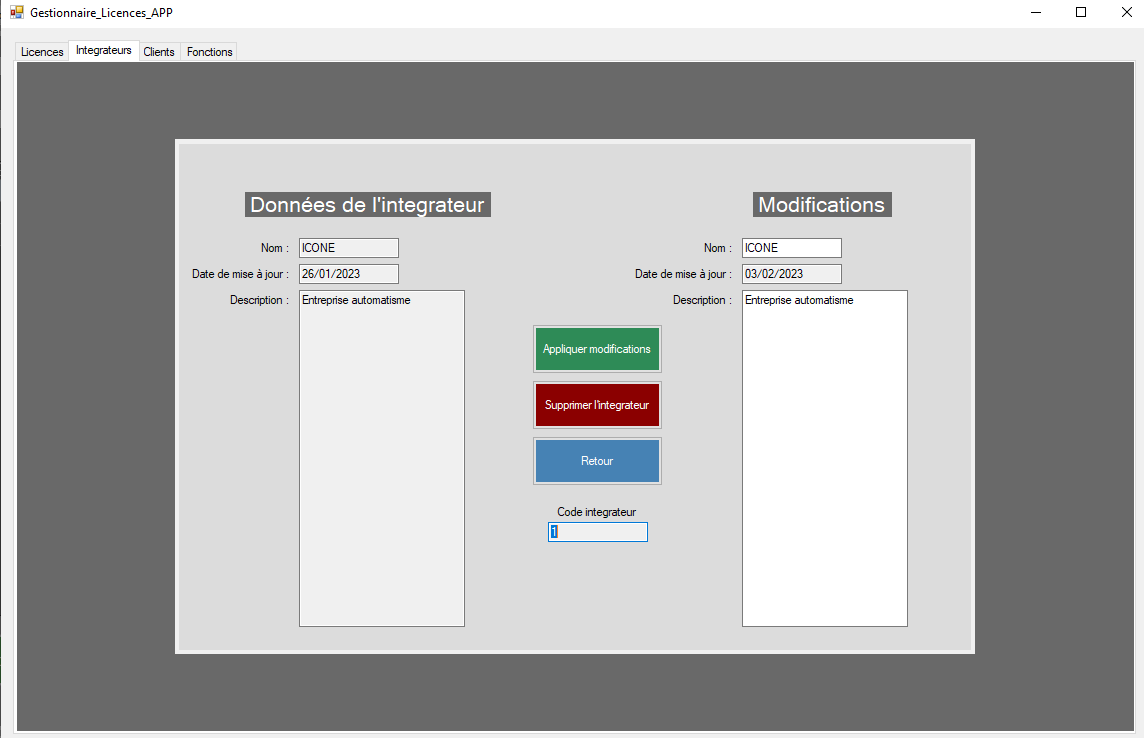 Gestionnaire_Licences_APP
Licences Integrateurs Clients Fonctions
Données de l'integrateur
Nom : ICONE
Date de mise à jour : 26/01/2023
Description : Entreprise automatisme
Appliquer modifications
Supprimer l'integrateur
Retour
Code integrateur
1
Modifications
Nom : ICONE
Date de mise à jour : 03/02/2023
Description : Entreprise automatisme